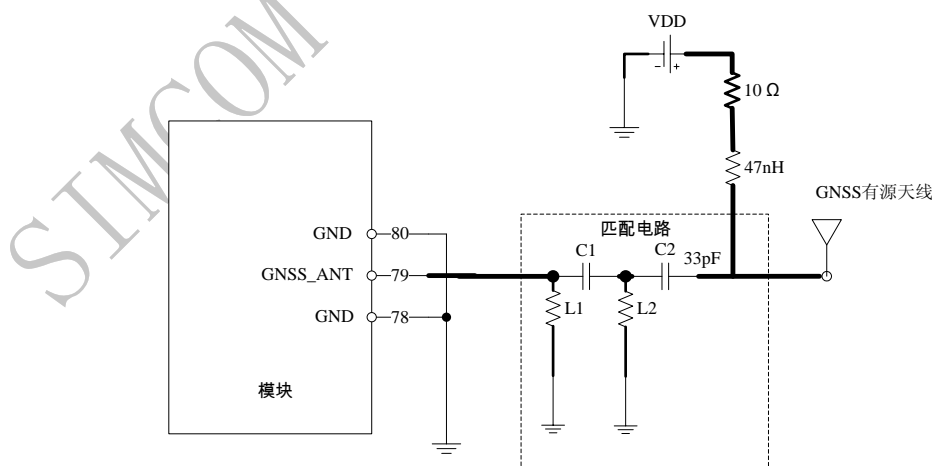 SIMCOM
VDD
- +
10 Ω
47nH
GNSS有源天线
匹配电路
C1
C2
33pF
GND
80
GNSS_ANT
79
GND
78
L1
L2
模块